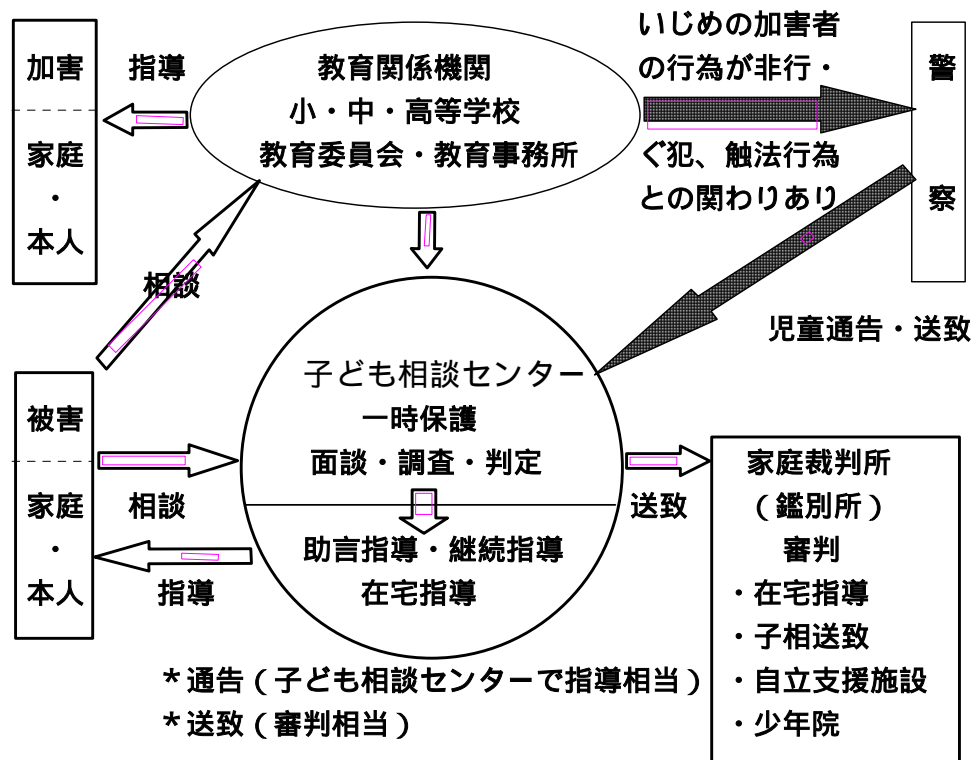 加害
家庭
・
本人
指導
教育関係機関
小・中・高等学校
教育委員会・教育事務所
いじめの加害者
の行為が非行・
ぐ犯、触法行為
との関わりあり
警
察
相談
児童通告・送致
被害
家庭
・
本人
相談
指導
子ども相談センター
一時保護
面談・調査・判定
助言指導・継続指導
在宅指導
送致
家庭裁判所
（鑑別所）
審判
・在宅指導
・子相送致
・自立支援施設
・少年院
＊通告（子ども相談センターで指導相当）
＊送致（審判相当）